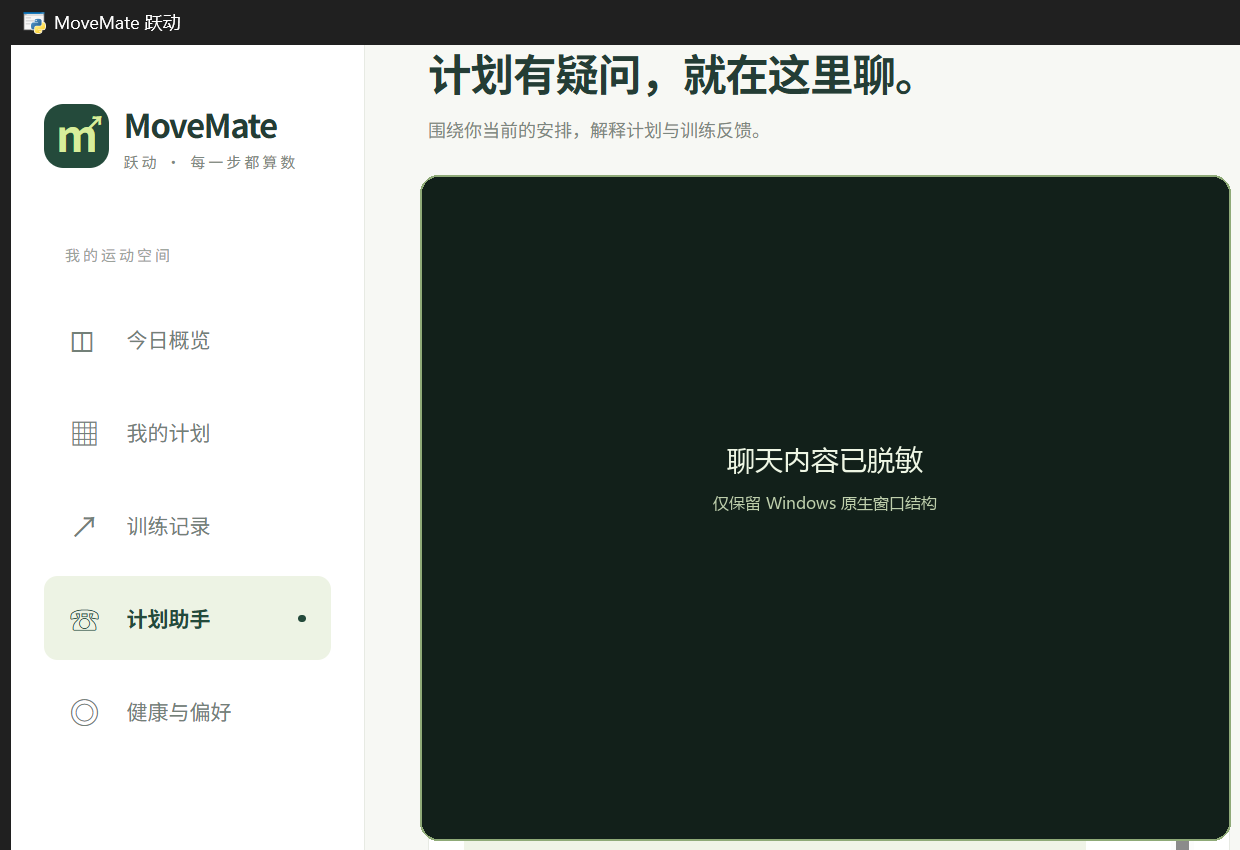 MoveMate 跃动
m
MoveMate
跃动 · 每一步都算数
我的运动空间
今日概览
我的计划
训练记录
计划助手
健康与偏好
计划有疑问，就在这里聊。
围绕你当前的安排，解释计划与训练反馈。
聊天内容已脱敏
仅保留 Windows 原生窗口结构